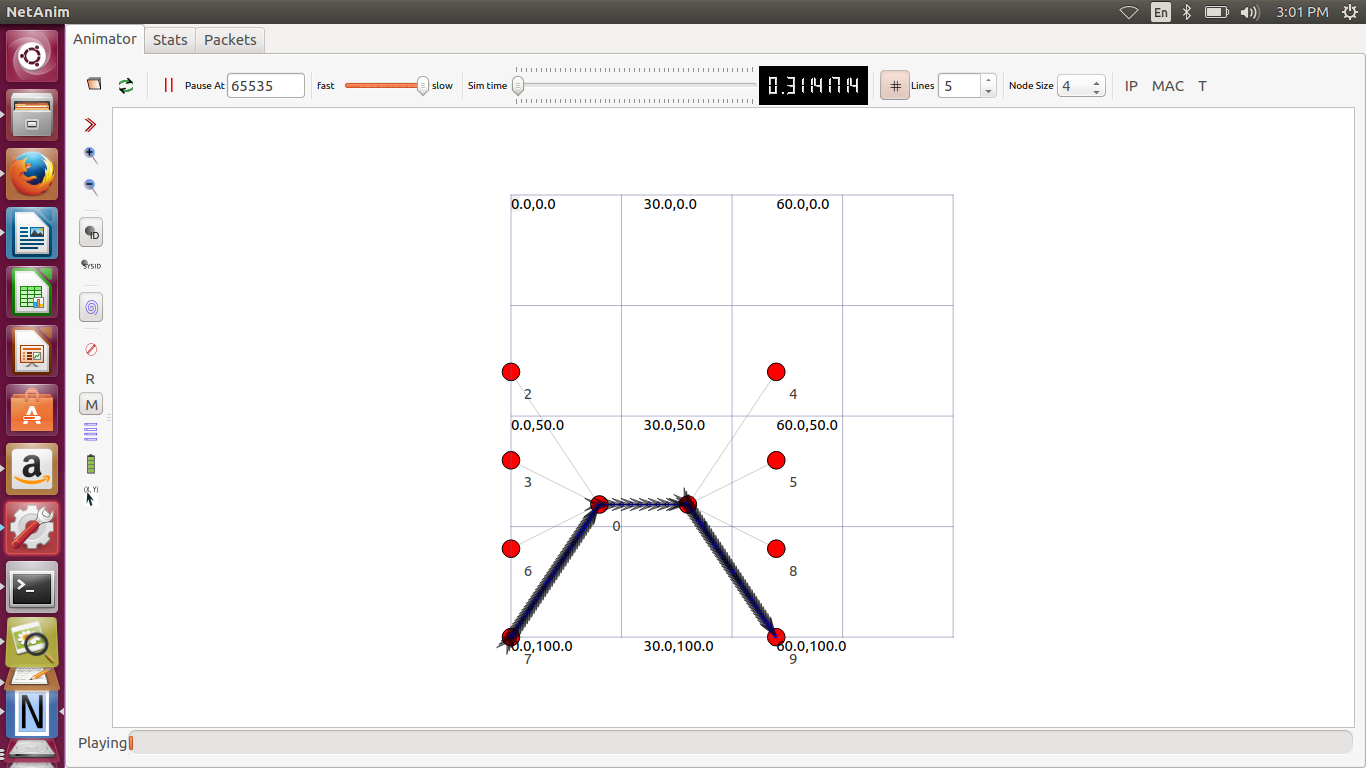 NetAnim
En
3:01 PM
Animator Stats Packets
Pause At 65535 fast slow Sim time 0.314174 # Lines 5 Node Size 4 IP MAC T
ID
SYSID
R
M
(X, Y)
0.0,0.0 30.0,0.0 60.0,0.0
2 4
0.0,50.0 30.0,50.0 60.0,50.0
3 5
0
6 8
0.0,100.0 30.0,100.0 60.0,100.0
7 9
a
N
Playing